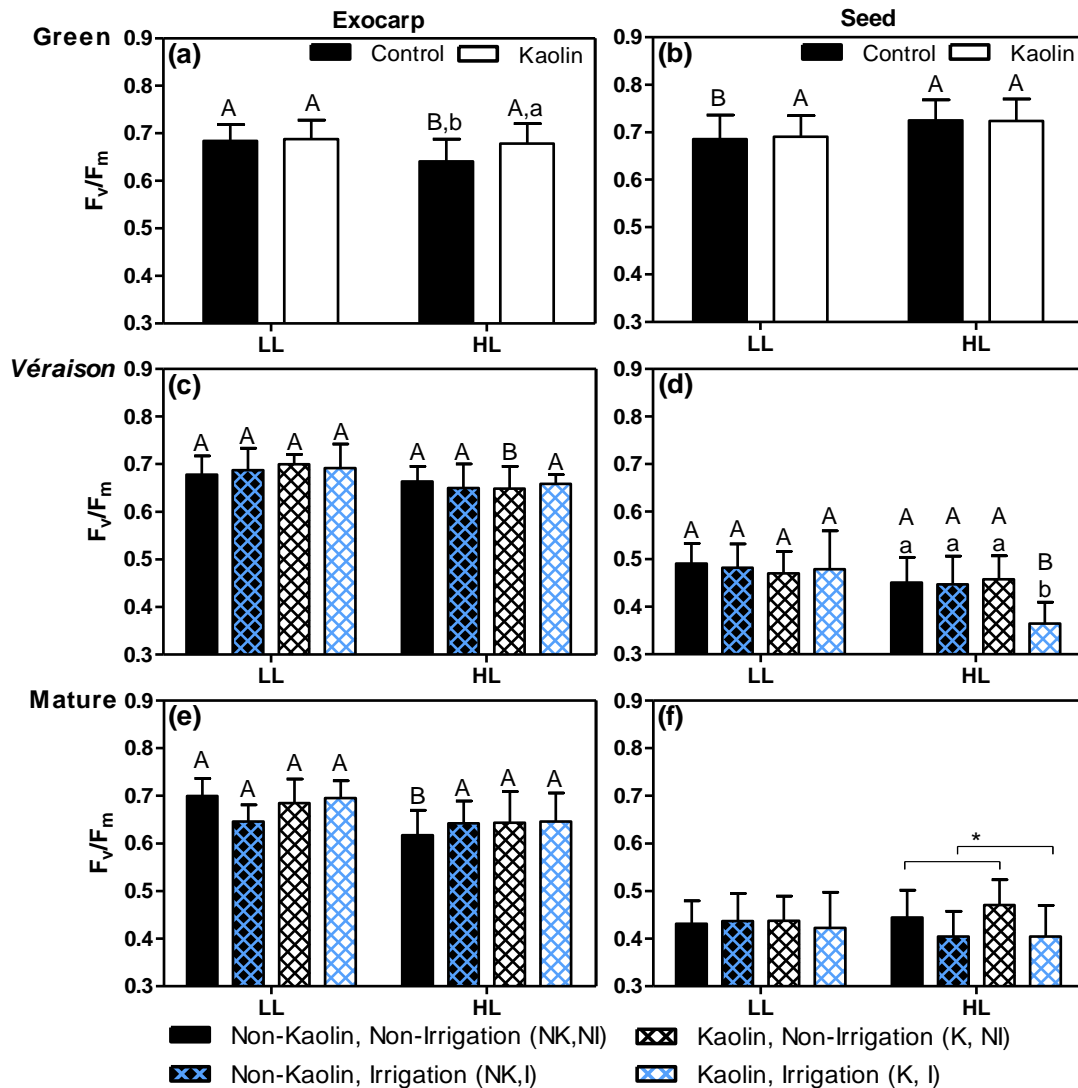 Exocarp Seed
Green
(a) Control Kaolin
0.9
0.8
0.7
0.6
0.5
0.4
0.3
Fv/Fm
A A B,b A,a
LL HL
(b) Control Kaolin
0.9
0.8
0.7
0.6
0.5
0.4
0.3
B A A A
LL HL
Véraison
(c)
0.9
0.8
0.7
0.6
0.5
0.4
0.3
Fv/Fm
A A A A A A B A
LL HL
(d)
0.9
0.8
0.7
0.6
0.5
0.4
0.3
A A A A A A A B
a a a b
LL HL
Mature
(e)
0.9
0.8
0.7
0.6
0.5
0.4
0.3
Fv/Fm
A A A A B A A A
LL HL
(f)
0.9
0.8
0.7
0.6
0.5
0.4
0.3
*
LL HL
Non-Kaolin, Non-Irrigation (NK,NI) Kaolin, Non-Irrigation (K, NI)
Non-Kaolin, Irrigation (NK,I) Kaolin, Irrigation (K, I)